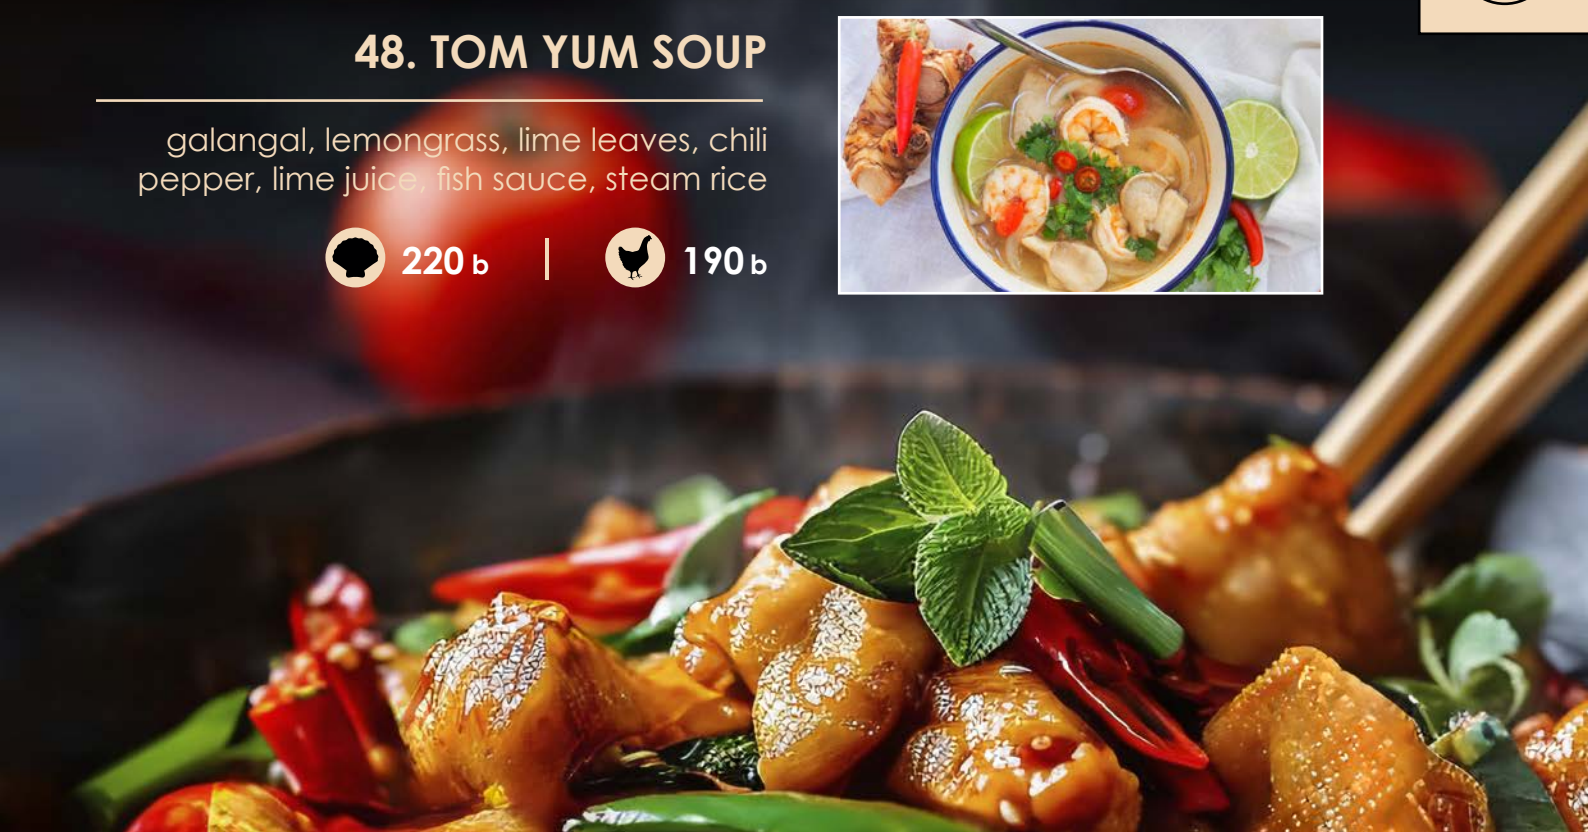 48. TOM YUM SOUP
galangal, lemongrass, lime leaves, chili
pepper, lime juice, fish sauce, steam rice
220 b | 190 b